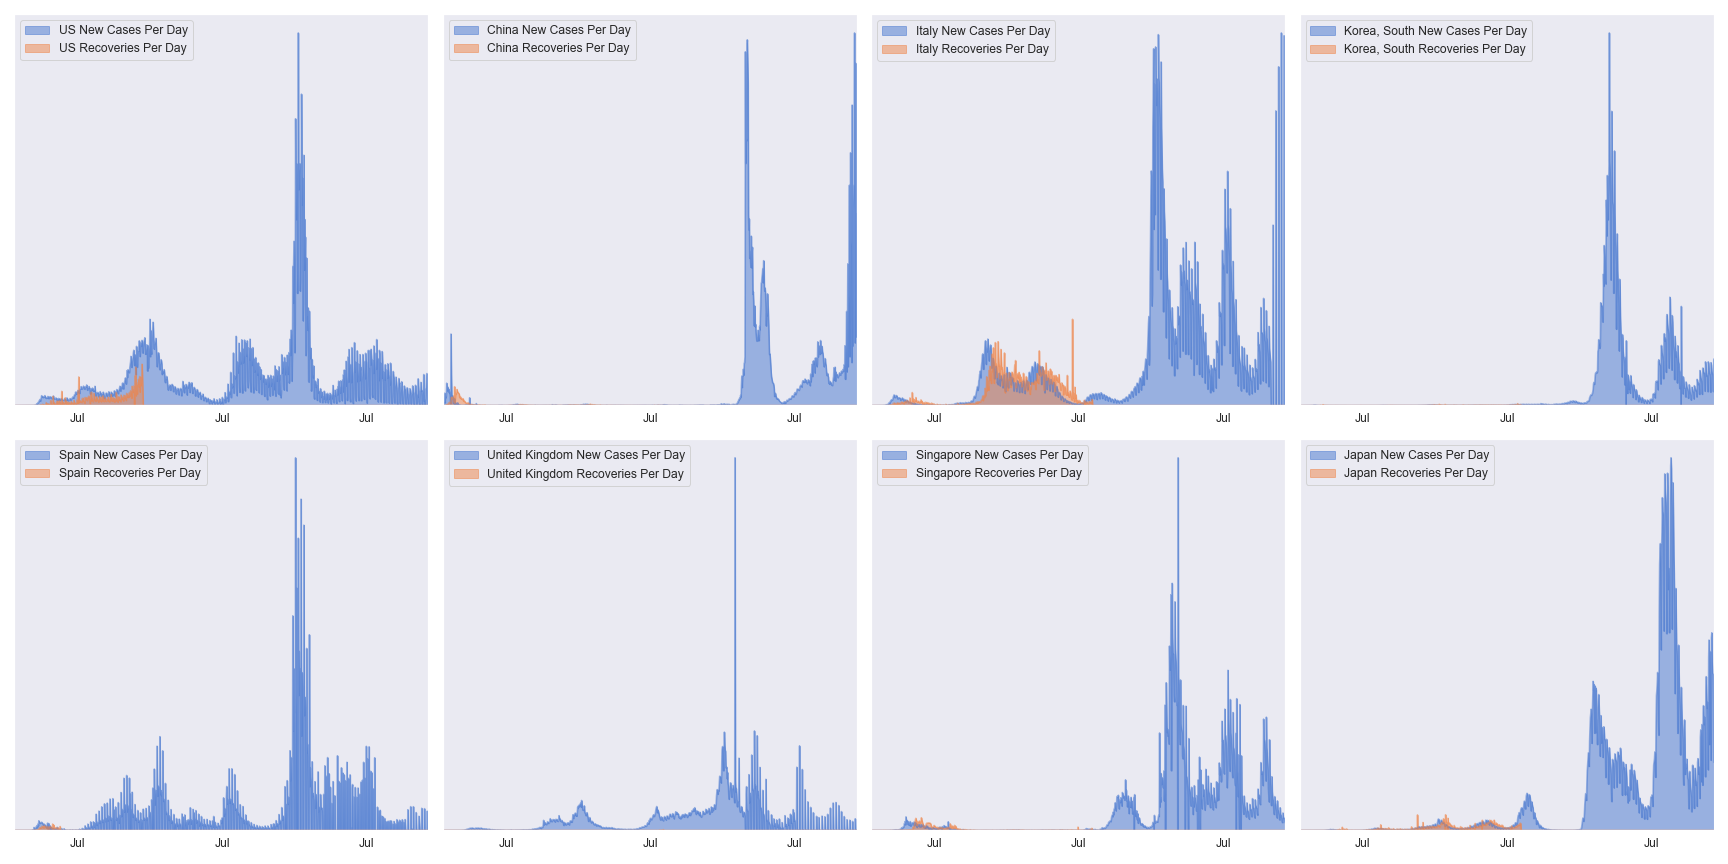 US New Cases Per Day
US Recoveries Per Day
Jul Jul Jul
China New Cases Per Day
China Recoveries Per Day
Jul Jul Jul
Italy New Cases Per Day
Italy Recoveries Per Day
Jul Jul Jul
Korea, South New Cases Per Day
Korea, South Recoveries Per Day
Jul Jul Jul
Spain New Cases Per Day
Spain Recoveries Per Day
Jul Jul Jul
United Kingdom New Cases Per Day
United Kingdom Recoveries Per Day
Jul Jul Jul
Singapore New Cases Per Day
Singapore Recoveries Per Day
Jul Jul Jul
Japan New Cases Per Day
Japan Recoveries Per Day
Jul Jul Jul